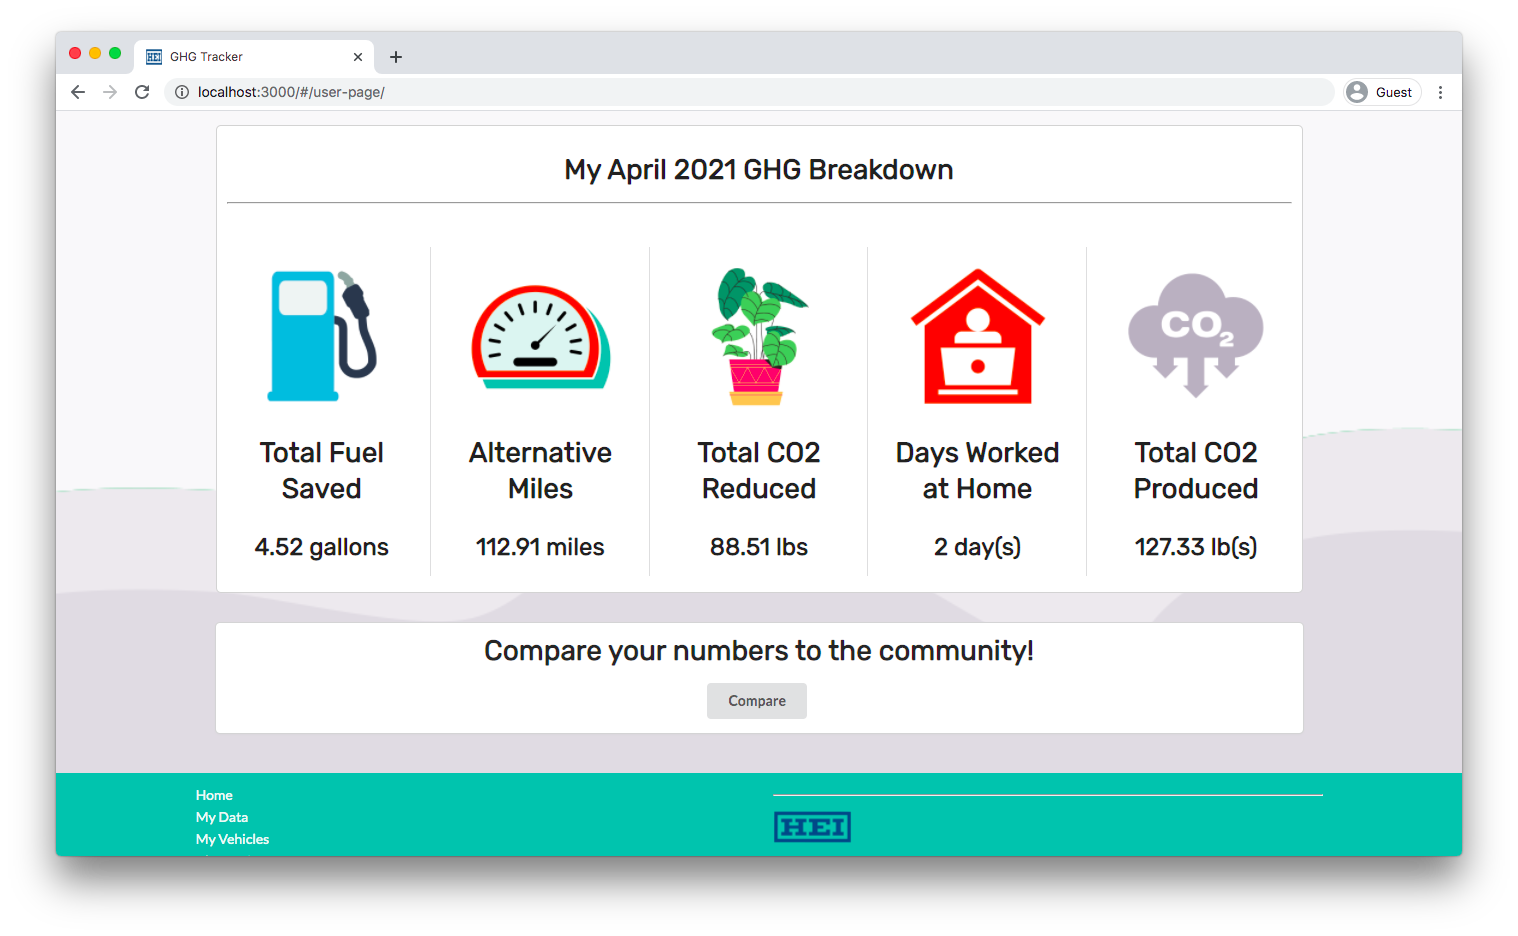 HEI GHG Tracker
localhost:3000/#/user-page/
Guest
My April 2021 GHG Breakdown
CO2
Total Fuel
Saved
4.52 gallons
Alternative
Miles
112.91 miles
Total CO2
Reduced
88.51 lbs
Days Worked
at Home
2 day(s)
Total CO2
Produced
127.33 lb(s)
Compare your numbers to the community!
Compare
Home
My Data
My Vehicles
HEI